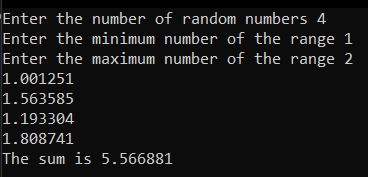 Enter the number of random numbers 4
Enter the minimum number of the range 1
Enter the maximum number of the range 2
1.001251
1.563585
1.193304
1.808741
The sum is 5.566881